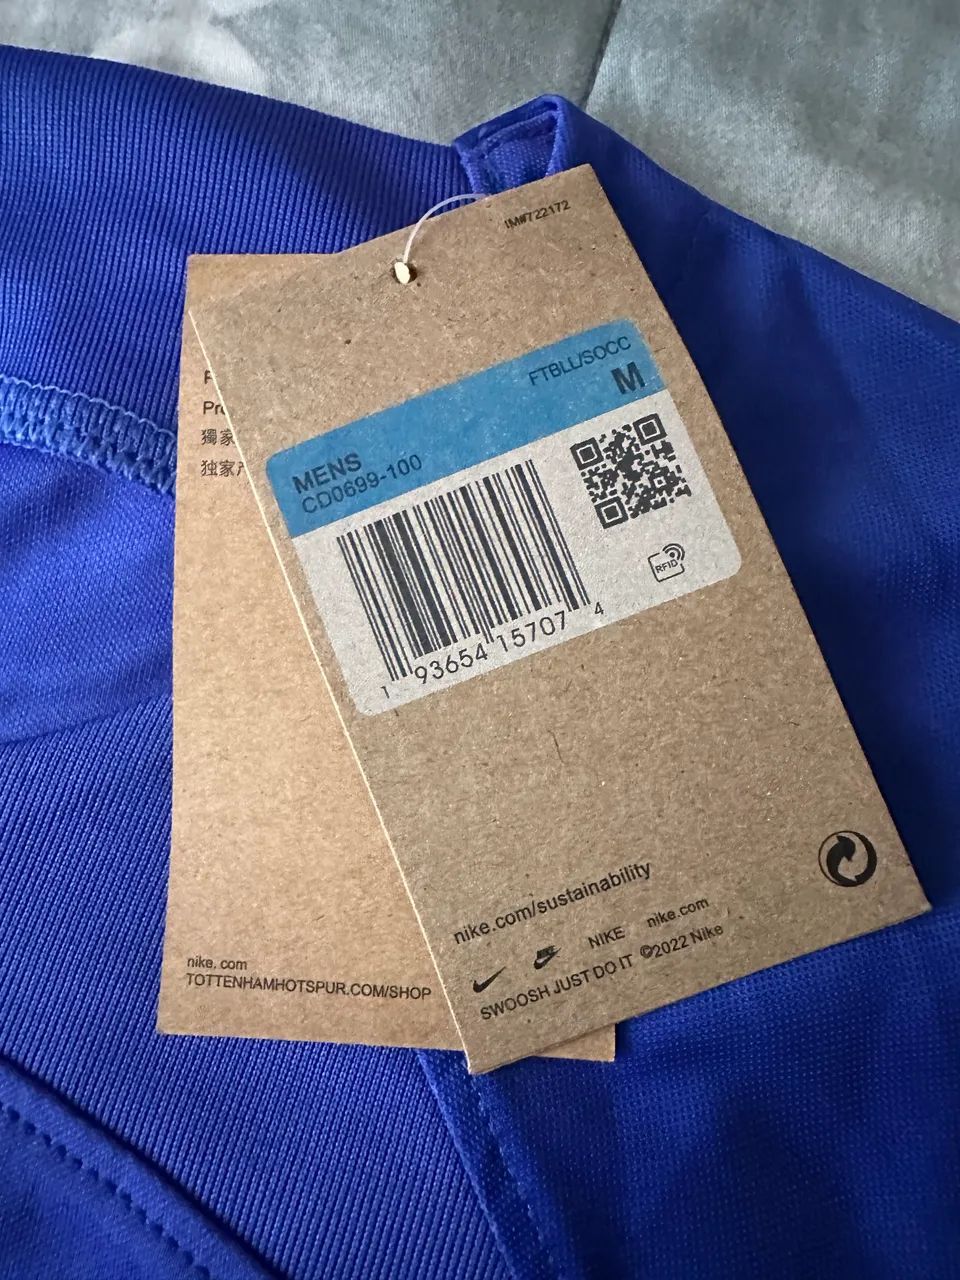 IM#722172
FTBLL/SOCC
M
MENS
CD0699-100
RFID
1 93654 15707 4
nike.com/sustainability
NIKE nike.com
SWOOSH JUST DO IT ©2022 Nike
獨家
独家
nike. com
TOTTENHAMHOTSPUR.COM/SHOP